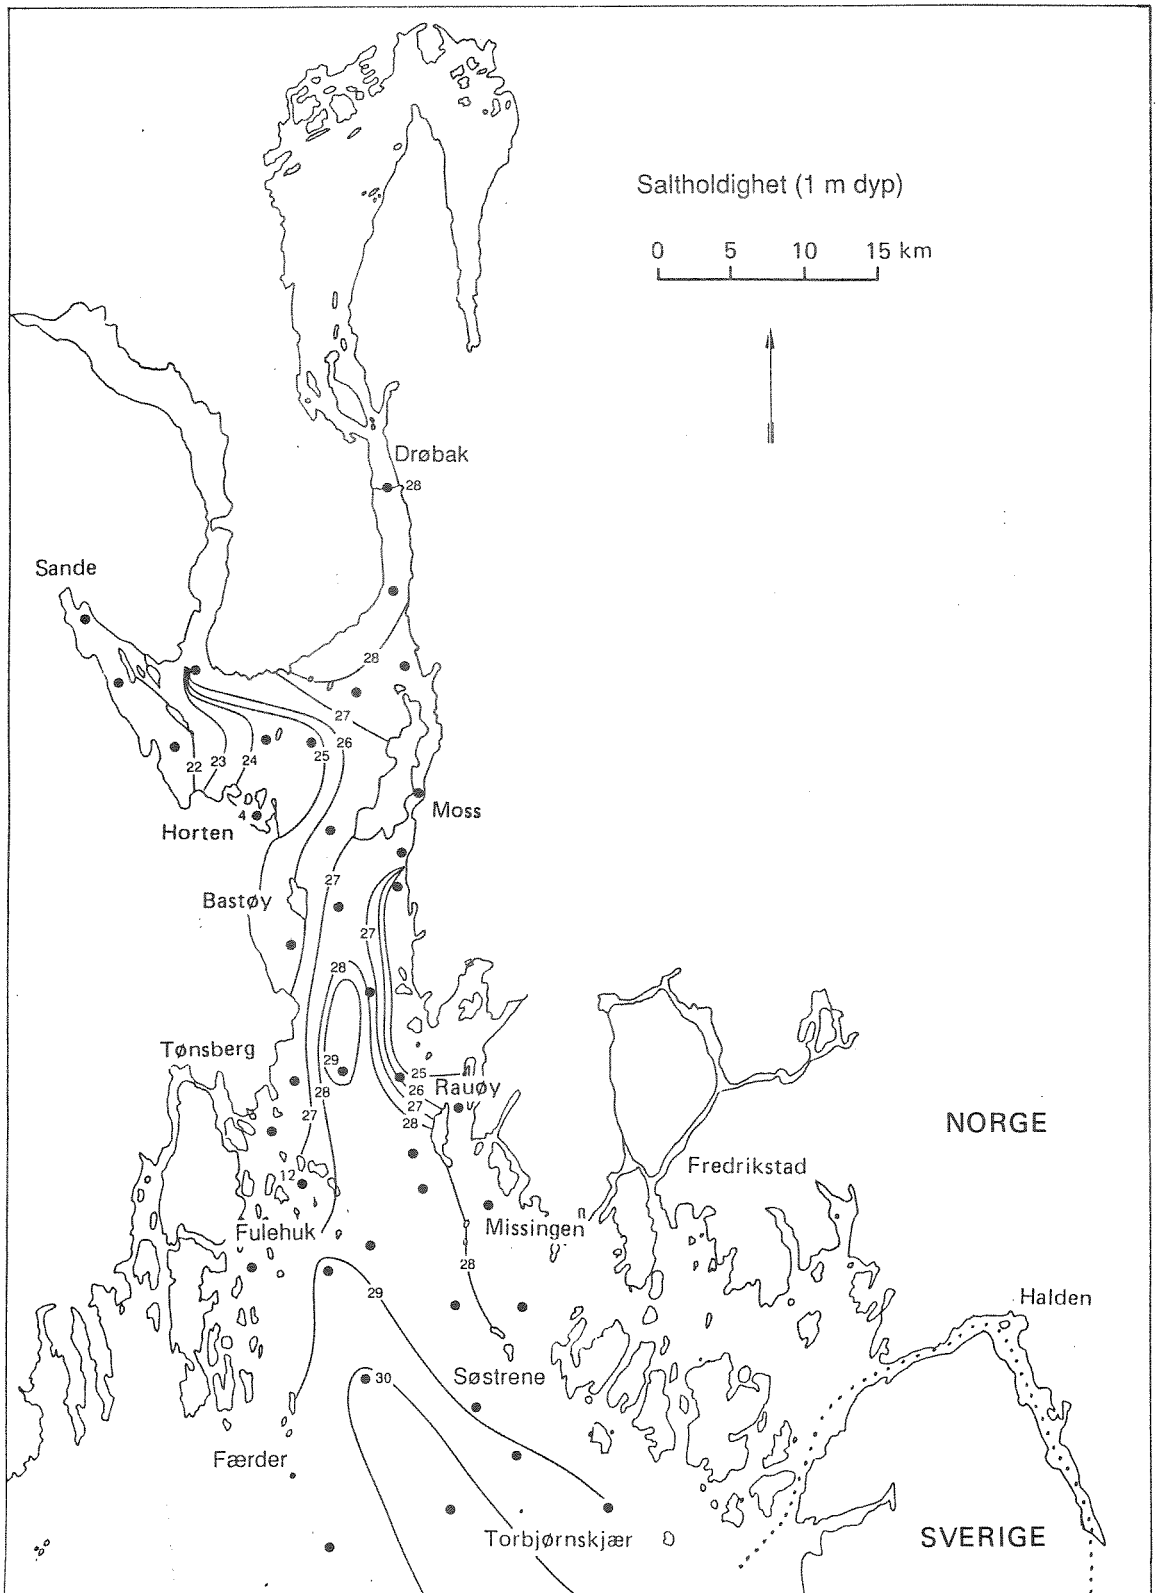 Saltholdighet (1 m dyp)
0 5 10 15 km
Drøbak
28
Sande
28
27
26
25
24
23
22
4
Horten
Moss
Bastøy
27
27
28
Tønsberg
29
28
27
25
Rauøy
26
27
28
NORGE
Fredrikstad
12
Fulehuk
Missingen
28
29
Halden
30
Søstrene
Færder
Torbjørnskjær
SVERIGE